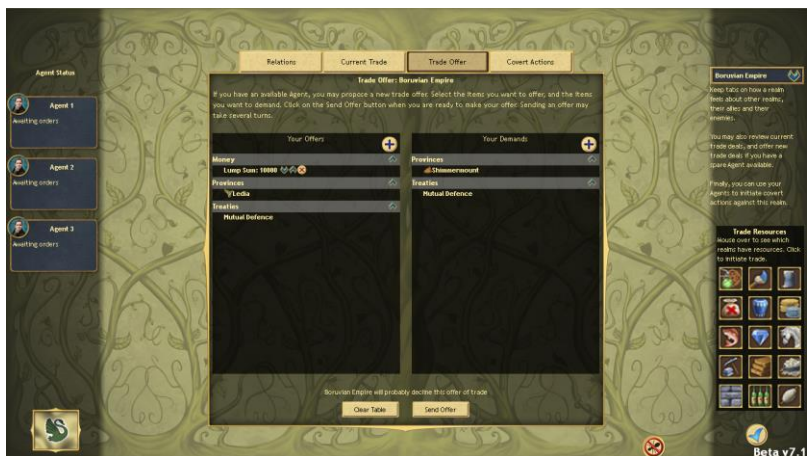 Relations
Current Trade
Trade Offer
Covert Actions
Agent Status
Agent 1
Awaiting orders
Agent 2
Awaiting orders
Agent 3
Awaiting orders
Trade Offer: Boruvian Empire
If you have an available Agent, you may propose a new trade offer. Select the Items you want to offer, and the Items
you want to demand. Click on the Send Offer button when you are ready to make your offer. Sending an offer may
take several turns.
Your Offers
Money
Lump Sum: 10000
Provinces
Ledia
Treaties
Mutual Defence
Your Demands
Provinces
Shimmermount
Treaties
Mutual Defence
Boruvian Empire will probably decline this offer of trade
Clear Table
Send Offer
Boruvian Empire
Keep tabs on how a realm
feels about other realms,
their allies and their
enemies.
You may also review current
trade deals, and offer new
trade deals if you have a
spare Agent available.
Finally, you can use your
Agents to initiate covert
actions against this realm.
Trade Resources
Mouse over to see which
realms have resources. Click
to initiate trade.
Beta v7.1